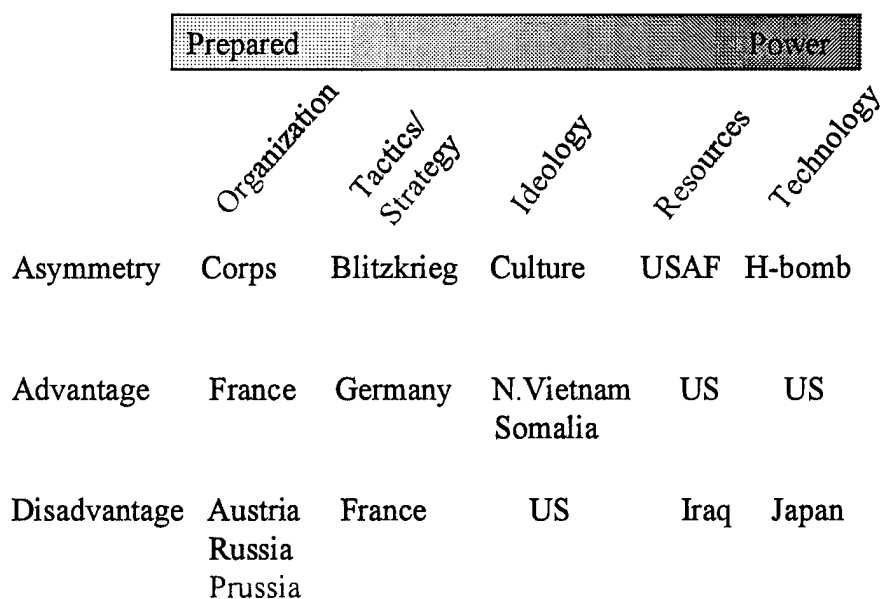 Prepared Power
Organization Tactics/ Strategy Ideology Resources Technology
Asymmetry Corps Blitzkrieg Culture USAF H-bomb
Advantage France Germany N.Vietnam US US
Somalia
Disadvantage Austria France US Iraq Japan
Russia
Prussia